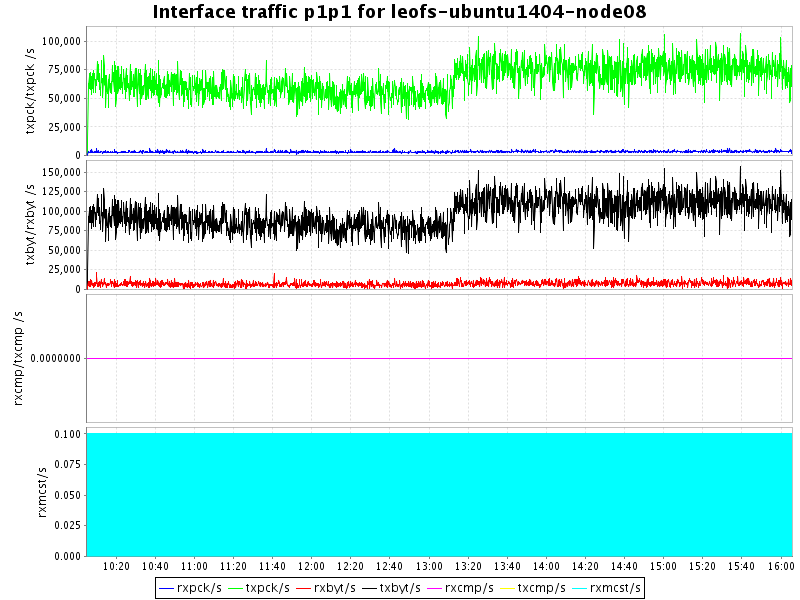 Interface traffic p1p1 for leofs-ubuntu1404-node08
txpck/txpck /s
100,000
75,000
50,000
25,000
0
txbyt/rxbyt /s
150,000
125,000
100,000
75,000
50,000
25,000
0
rxcmp/txcmp /s
0.0000000
rxmcst/s
0.100
0.075
0.050
0.025
0.000
10:20 10:40 11:00 11:20 11:40 12:00 12:20 12:40 13:00 13:20 13:40 14:00 14:20 14:40 15:00 15:20 15:40 16:00
rxpck/s txpck/s rxbyt/s txbyt/s rxcmp/s txcmp/s rxmcst/s